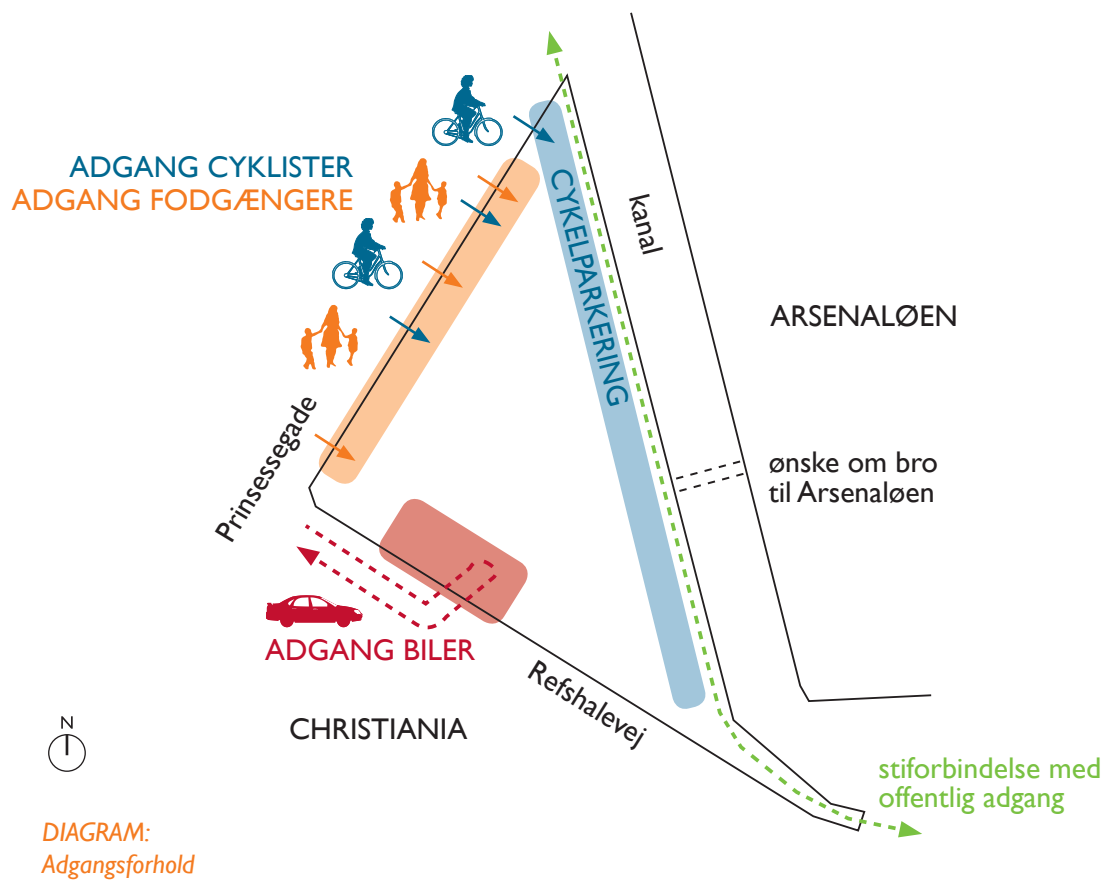 ADGANG CYKLISTER
ADGANG FODGÆNGERE
CYKELPARKERING
kanal
ARSENALØEN
ønske om bro
til Arsenaløen
Prinsessegade
ADGANG BILER
Refshalevej
CHRISTIANIA
N
stiforbindelse med
offentlig adgang
DIAGRAM:
Adgangsforhold